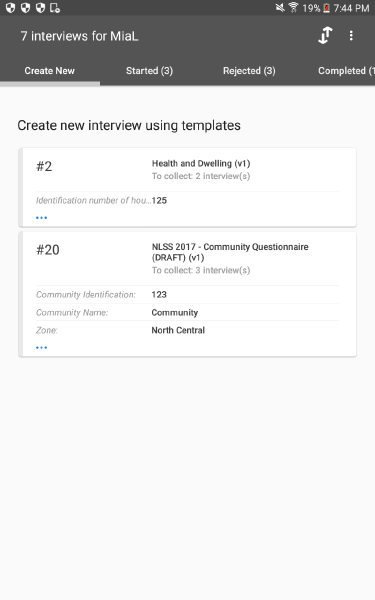 19% 7:44 PM
7 interviews for MiaL
Create New
Started (3)
Rejected (3)
Completed (1
Create new interview using templates
#2
Health and Dwelling (v1)
To collect: 2 interview(s)
Identification number of hou...125
#20
NLSS 2017 - Community Questionnaire
(DRAFT) (v1)
To collect: 3 interview(s)
Community Identification: 123
Community Name: Community
Zone: North Central